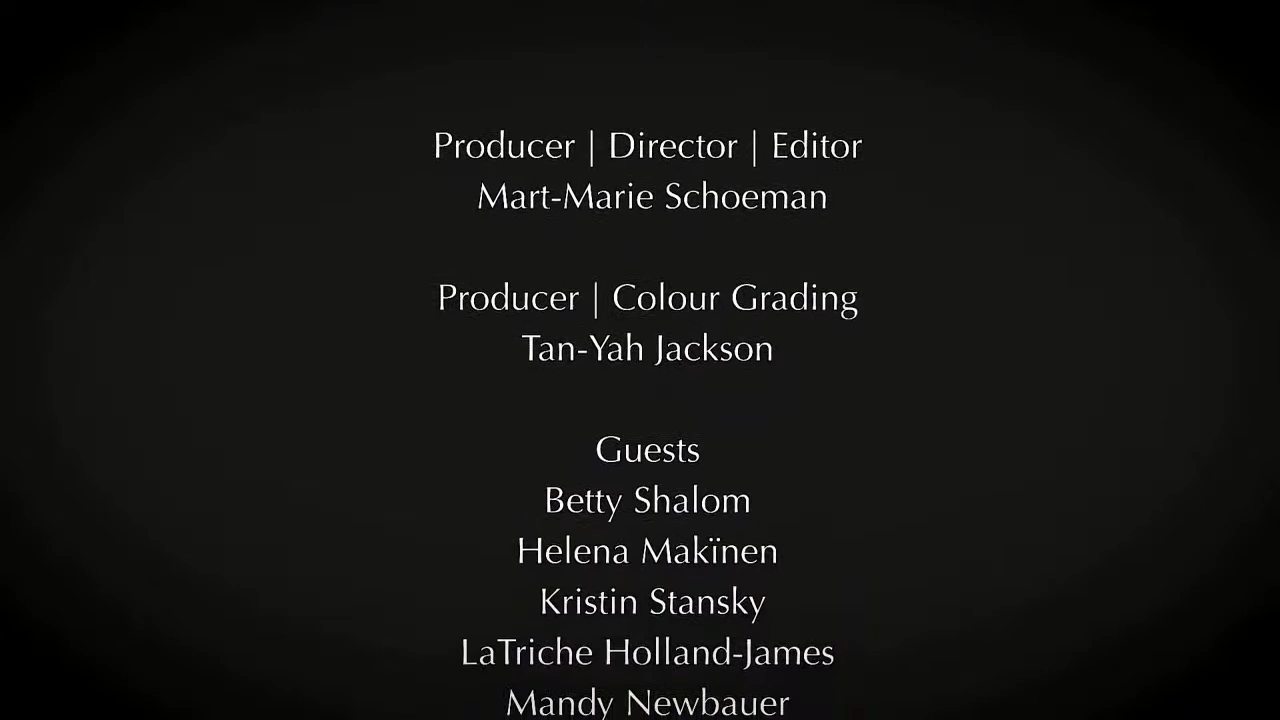 Producer | Director | Editor
Mart-Marie Schoeman
Producer | Colour Grading
Tan-Yah Jackson
Guests
Betty Shalom
Helena Makïnen
Kristin Stansky
LaTriche Holland-James
Mandy Newbauer